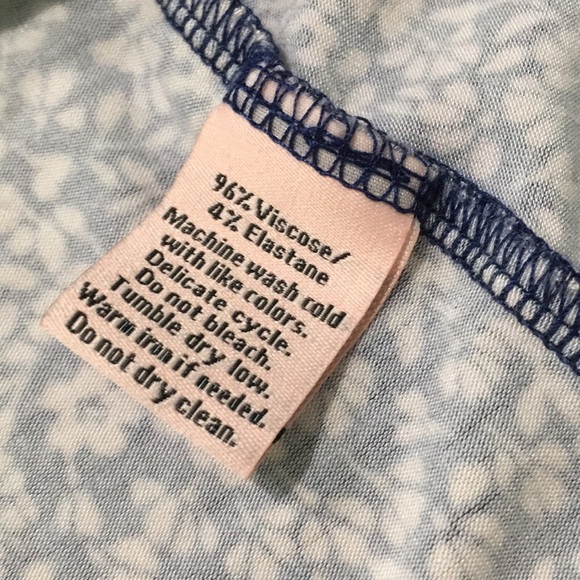 96% Viscose/
4% Elastane
Machine wash cold
with like colors.
Delicate cycle.
Do not bleach.
Tumble dry low.
Warm iron if needed.
Do not dry clean.